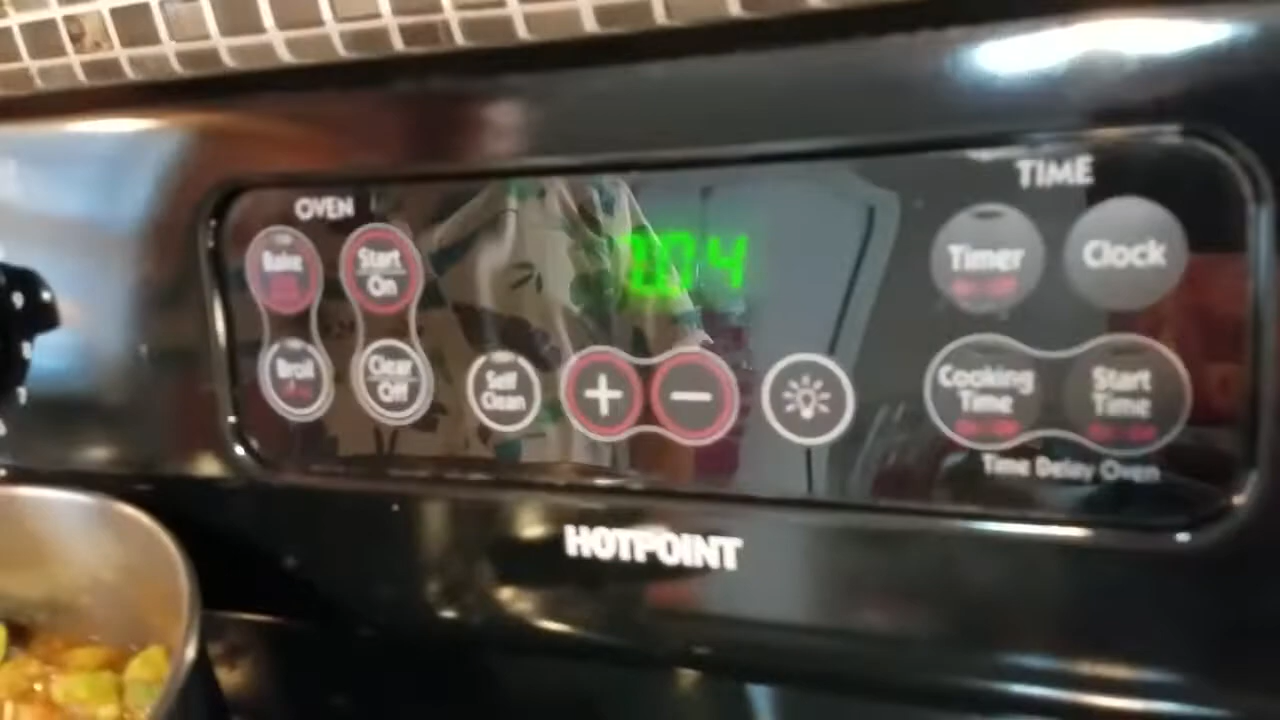 OVEN
TIME
Bake
Start
On
Timer
Clock
Broil
Clear
Off
Self
Clean
+
−
Cooking
Time
Start
Time
Time Delay Oven
HOTPOINT